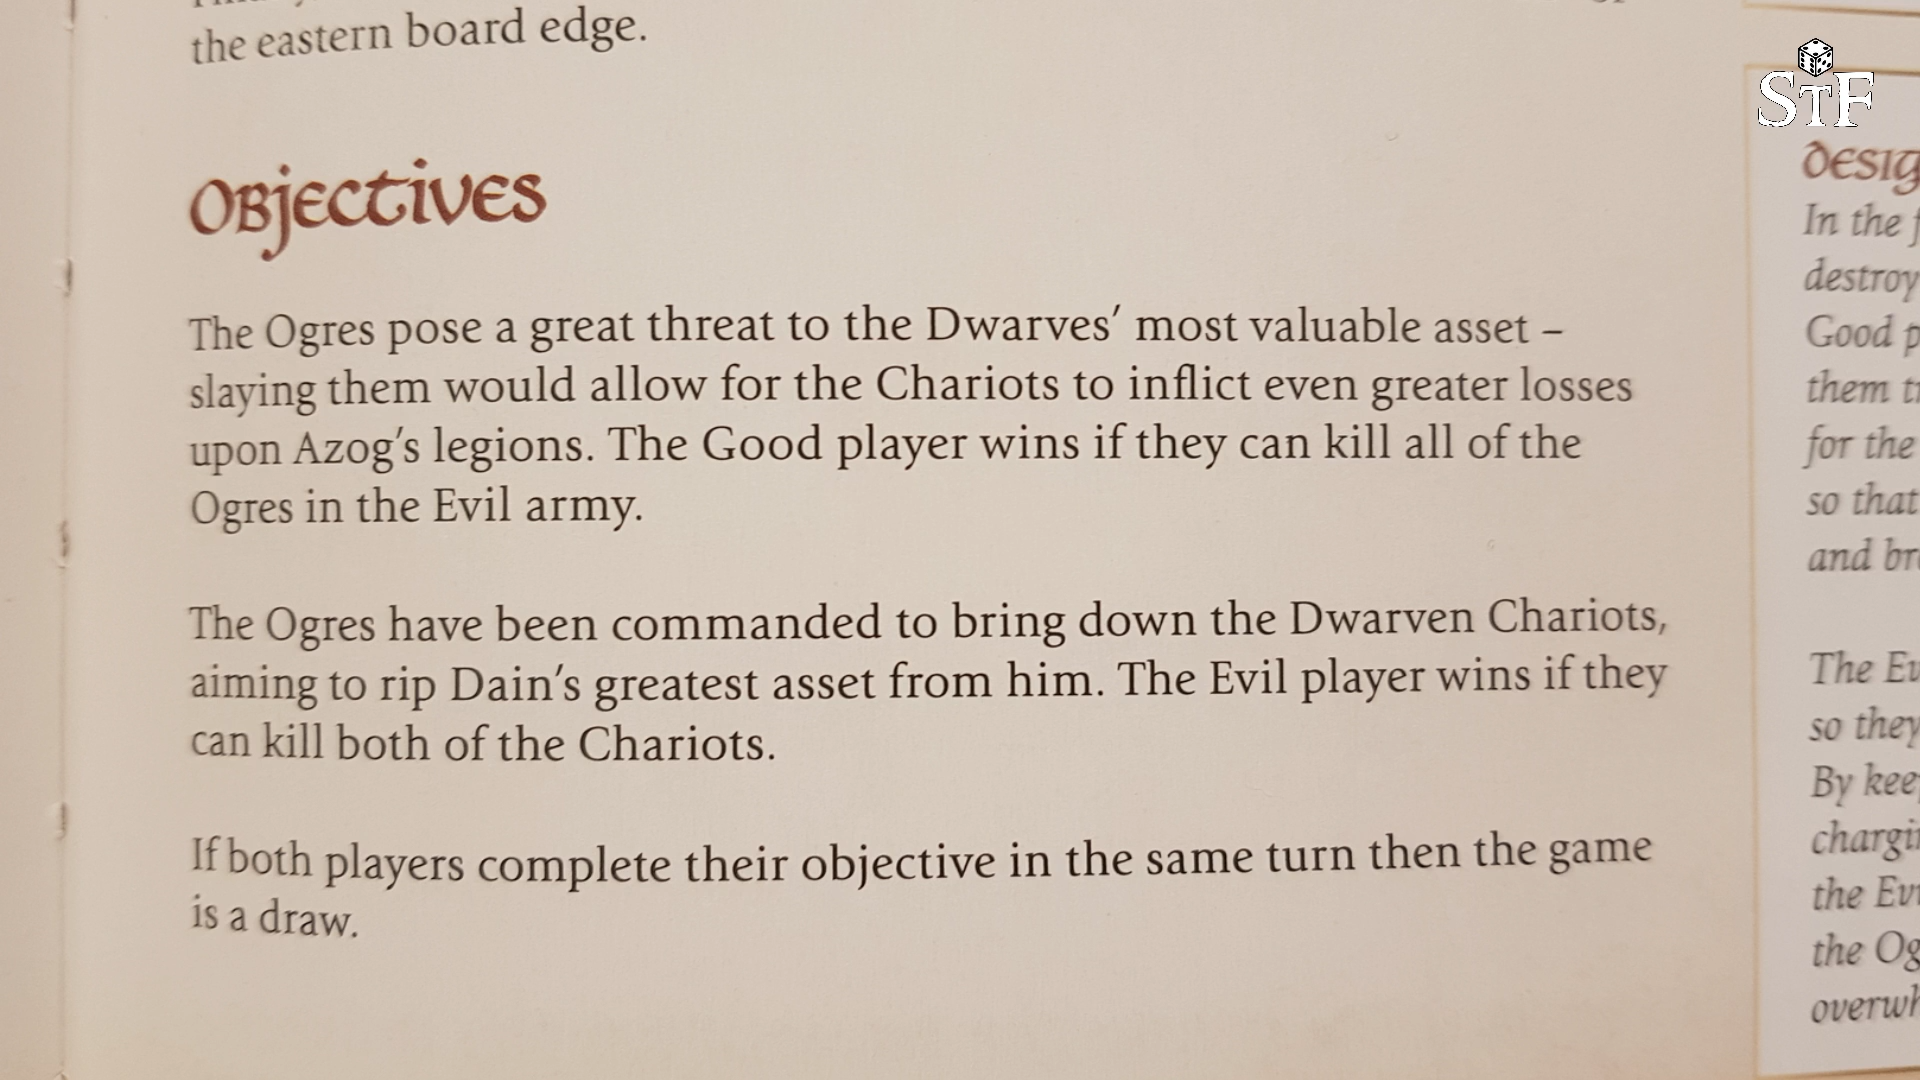 the eastern board edge.
OBJECTIVES
The Ogres pose a great threat to the Dwarves’ most valuable asset –
slaying them would allow for the Chariots to inflict even greater losses
upon Azog’s legions. The Good player wins if they can kill all of the
Ogres in the Evil army.
The Ogres have been commanded to bring down the Dwarven Chariots,
aiming to rip Dain’s greatest asset from him. The Evil player wins if they
can kill both of the Chariots.
If both players complete their objective in the same turn then the game
is a draw.
STF
In the
destroy
Good
them
for the
so that
and
The
so they
By
the
the